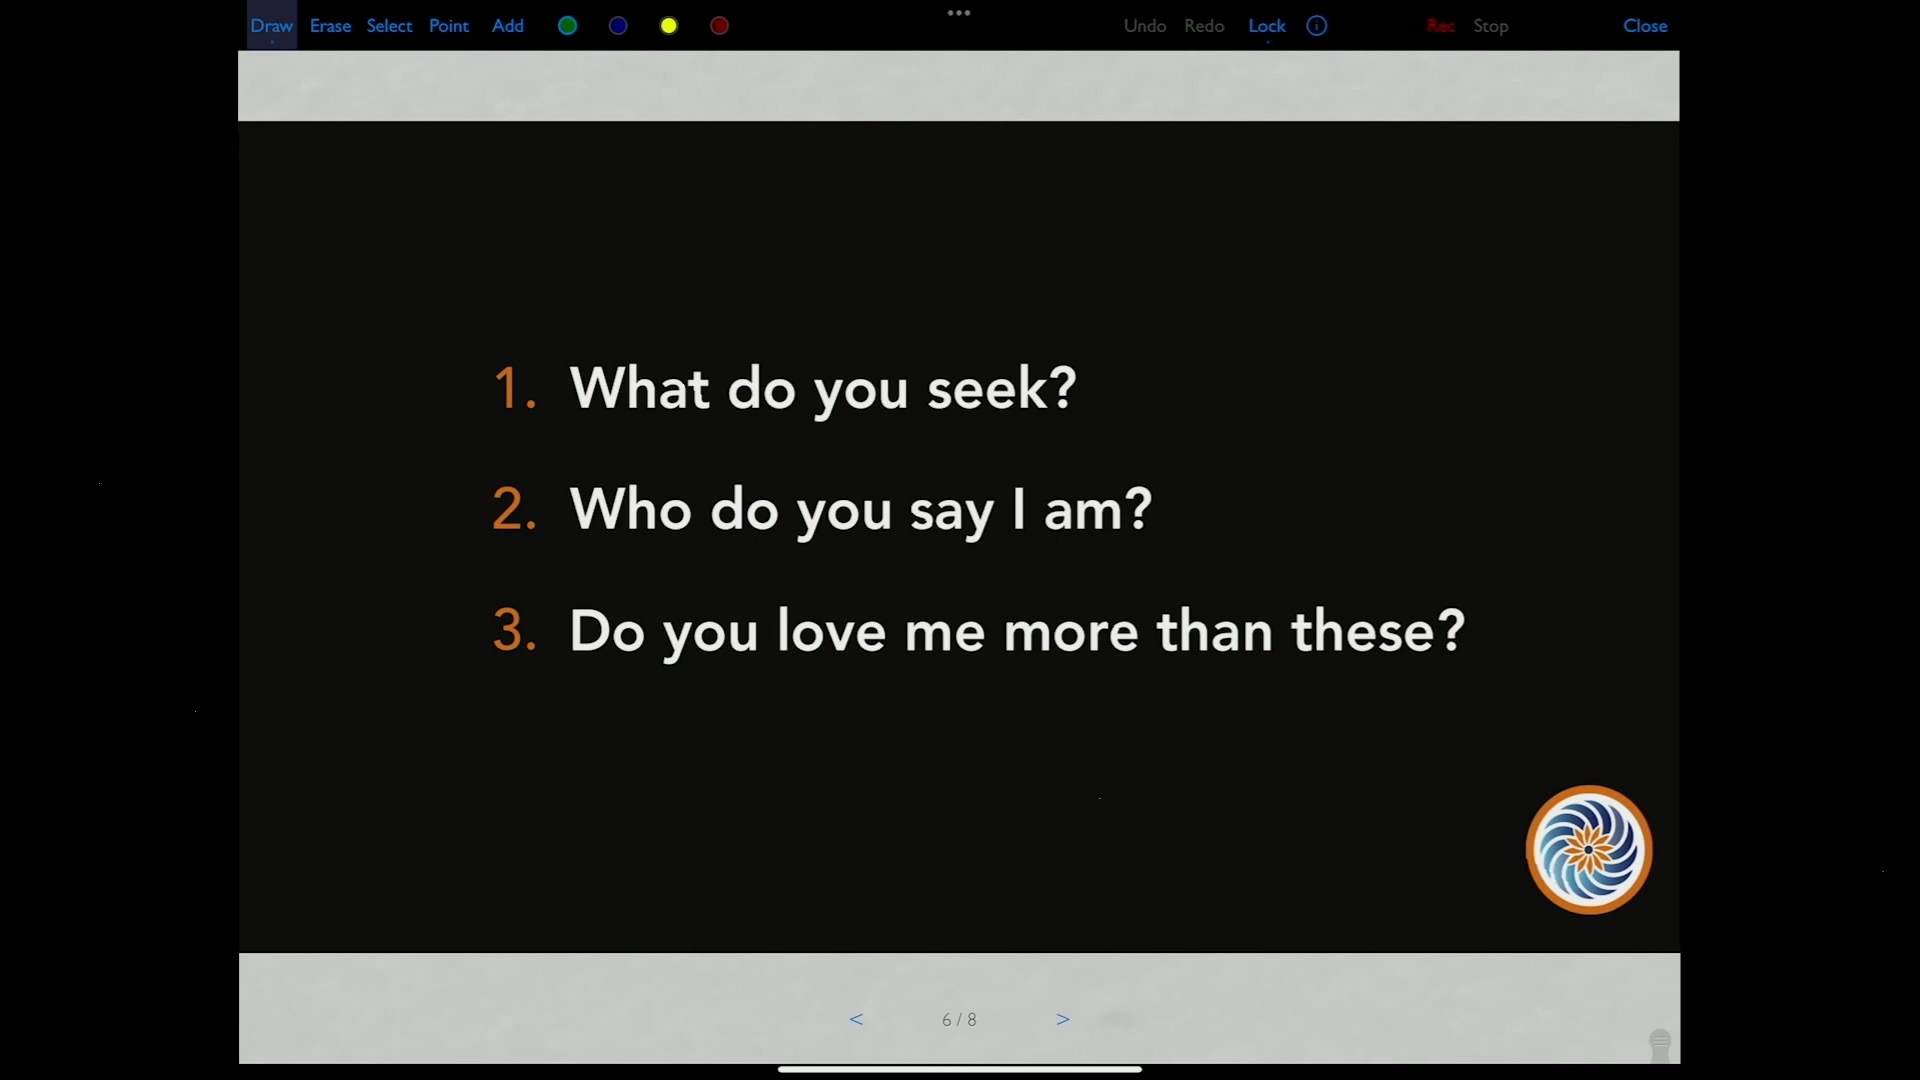 Draw Erase Select Point Add Undo Redo Lock Rec Stop Close
1. What do you seek?
2. Who do you say I am?
3. Do you love me more than these?
< 6 / 8 >